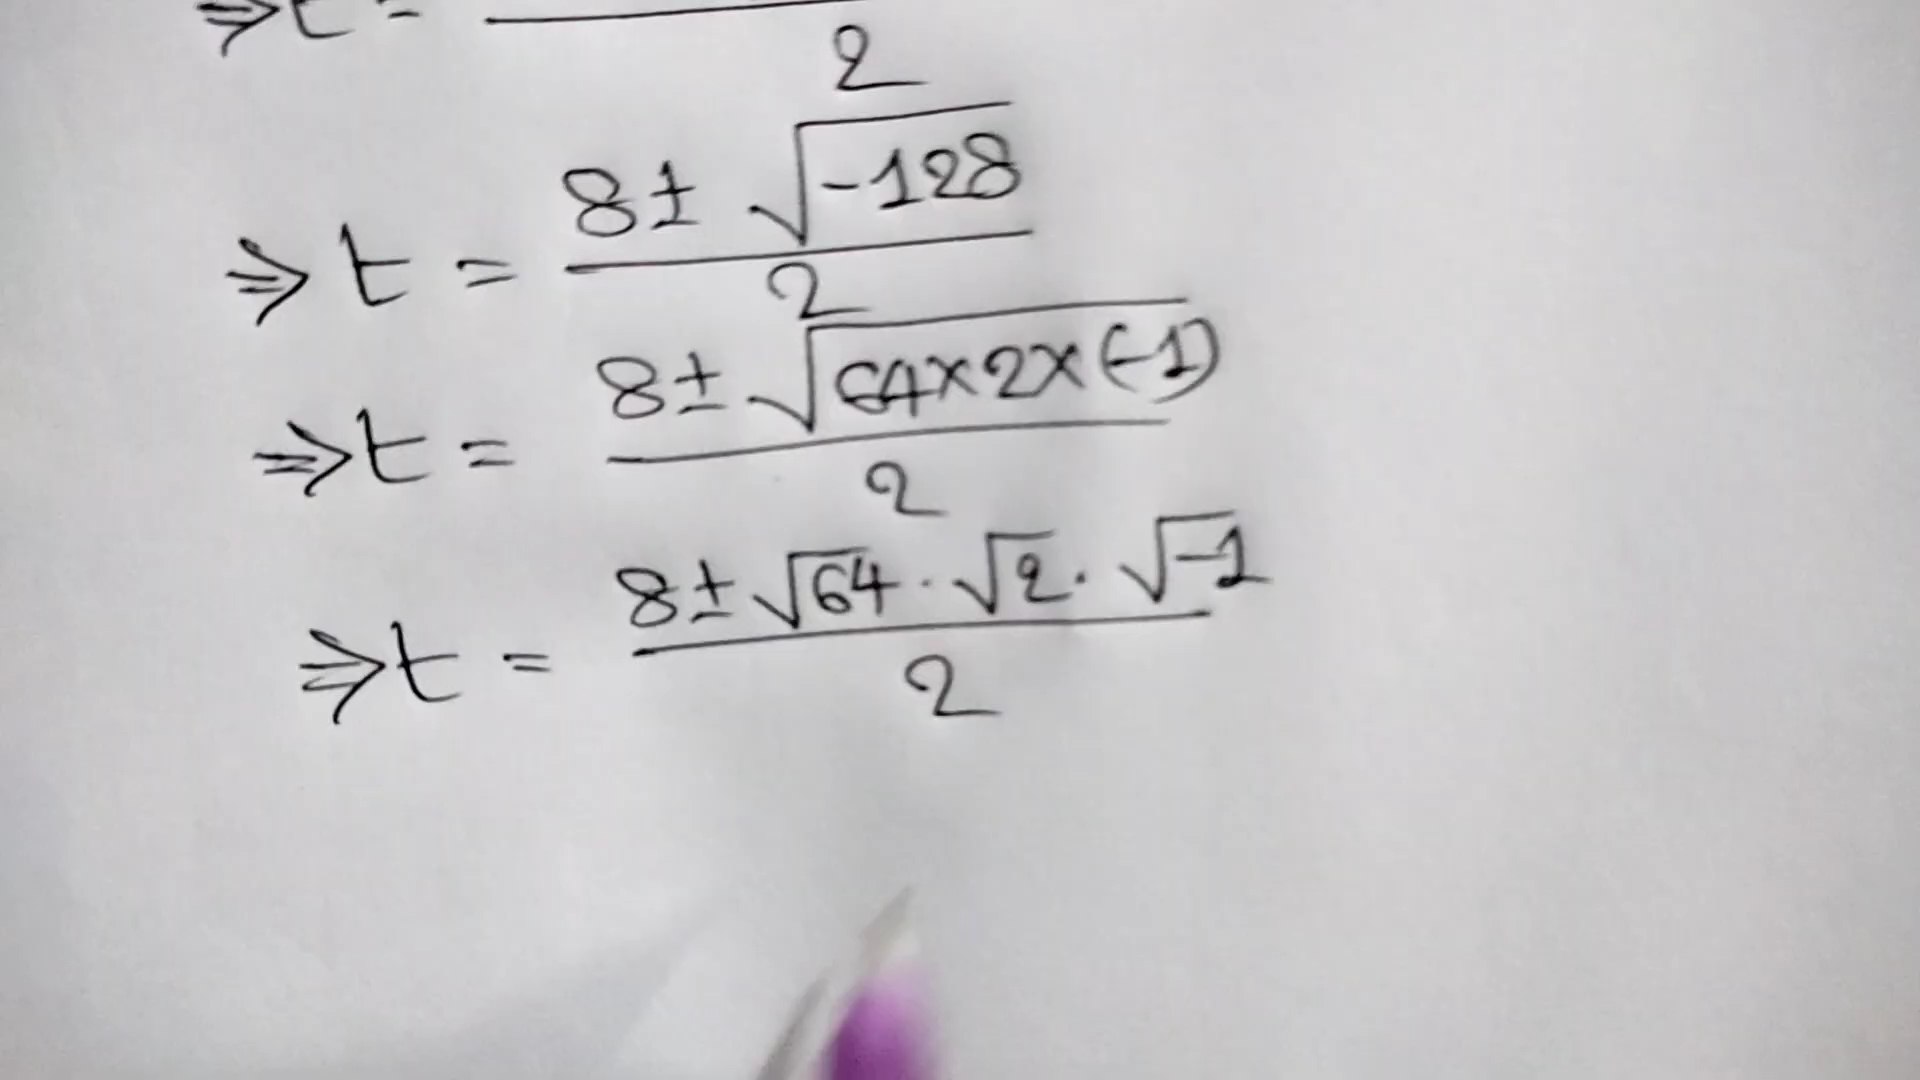 ⇒t = ――― / 2
⇒ t = (8 ± √(-128)) / 2
⇒t = (8 ± √(64×2×(-1))) / 2
⇒t = (8 ± √64 . √2 . √-1) / 2